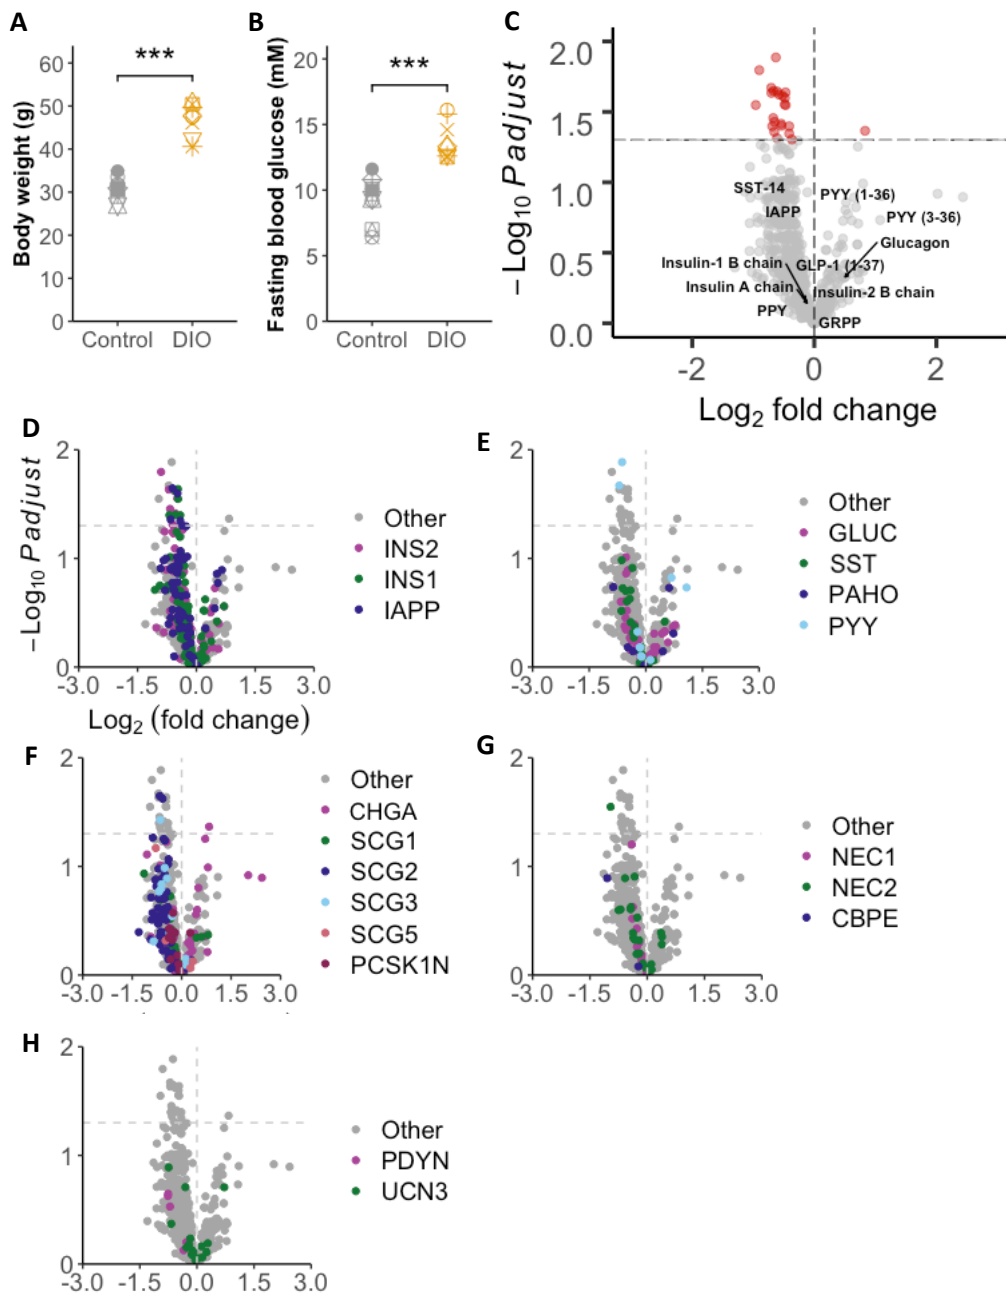 A
Body weight (g)
60
50
40
30
20
10
0
***
Control DIO
B
Fasting blood glucose (mM)
20
15
10
5
0
***
Control DIO
C
−Log10 Padjust
2.0
1.5
1.0
0.5
0.0
SST-14
PYY (1-36)
IAPP
PYY (3-36)
Glucagon
Insulin-1 B chain
GLP-1 (1-37)
Insulin A chain
Insulin-2 B chain
PPY
GRPP
-2 0 2
Log2 fold change
D
−Log10 Padjust
2
1
0
-3.0 -1.5 0.0 1.5 3.0
Log2 (fold change)
Other
INS2
INS1
IAPP
E
2
1
0
-3.0 -1.5 0.0 1.5 3.0
Other
GLUC
SST
PAHO
PYY
F
2
1
0
-3.0 -1.5 0.0 1.5 3.0
Other
CHGA
SCG1
SCG2
SCG3
SCG5
PCSK1N
G
2
1
0
-3.0 -1.5 0.0 1.5 3.0
Other
NEC1
NEC2
CBPE
H
2
1
0
-3.0 -1.5 0.0 1.5 3.0
Other
PDYN
UCN3